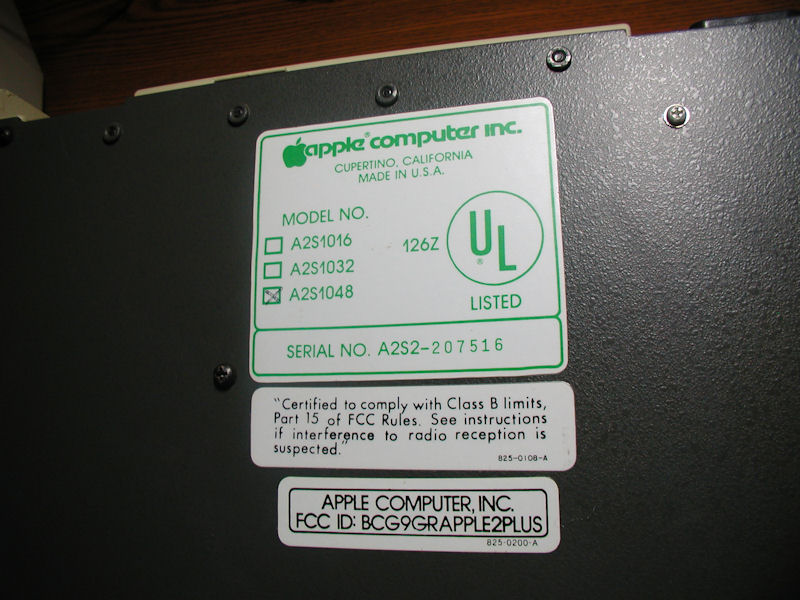 apple® computer inc.
CUPERTINO, CALIFORNIA
MADE IN U.S.A.
MODEL NO.
A2S1016
A2S1032
A2S1048
126Z
UL®
LISTED
SERIAL NO. A2S2-207516
"Certified to comply with Class B limits,
Part 15 of FCC Rules. See instructions
if interference to radio reception is
suspected."
825-0108-A
APPLE COMPUTER, INC.
FCC ID: BCG9GRAPPLE2PLUS
825-0200-A